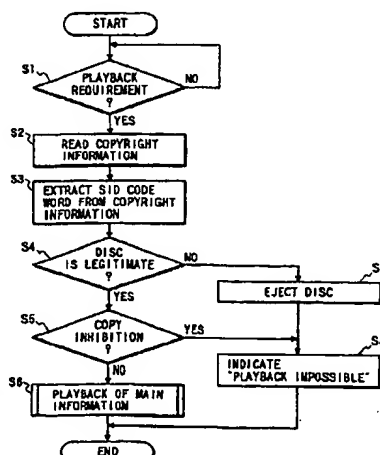 START
S1
PLAYBACK
REQUIREMENT
?
NO
YES
S2
READ COPYRIGHT
INFORMATION
S3
EXTRACT SID CODE
WORD FROM COPYRIGHT
INFORMATION
S4
DISC
IS LEGITIMATE
?
NO
YES
EJECT DISC
S5
COPY
INHIBITION
?
YES
NO
INDICATE
"PLAYBACK IMPOSSIBLE"
S6
PLAYBACK OF MAIN
INFORMATION
END